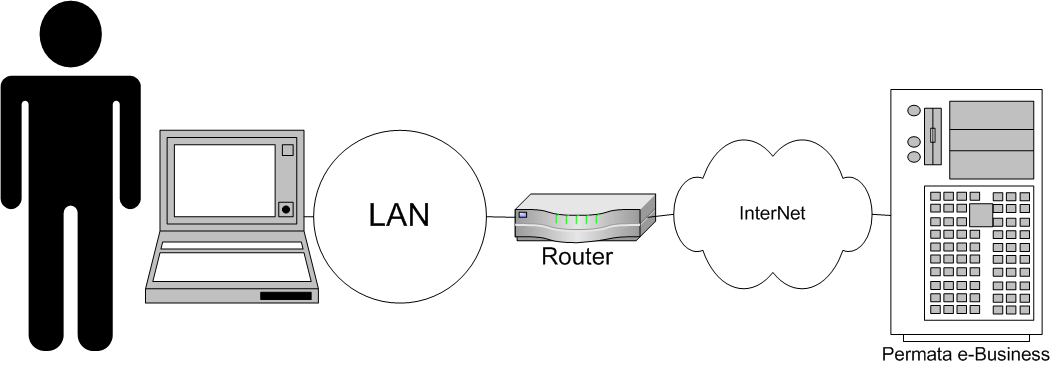 LAN
Router
InterNet
Permata e-Business